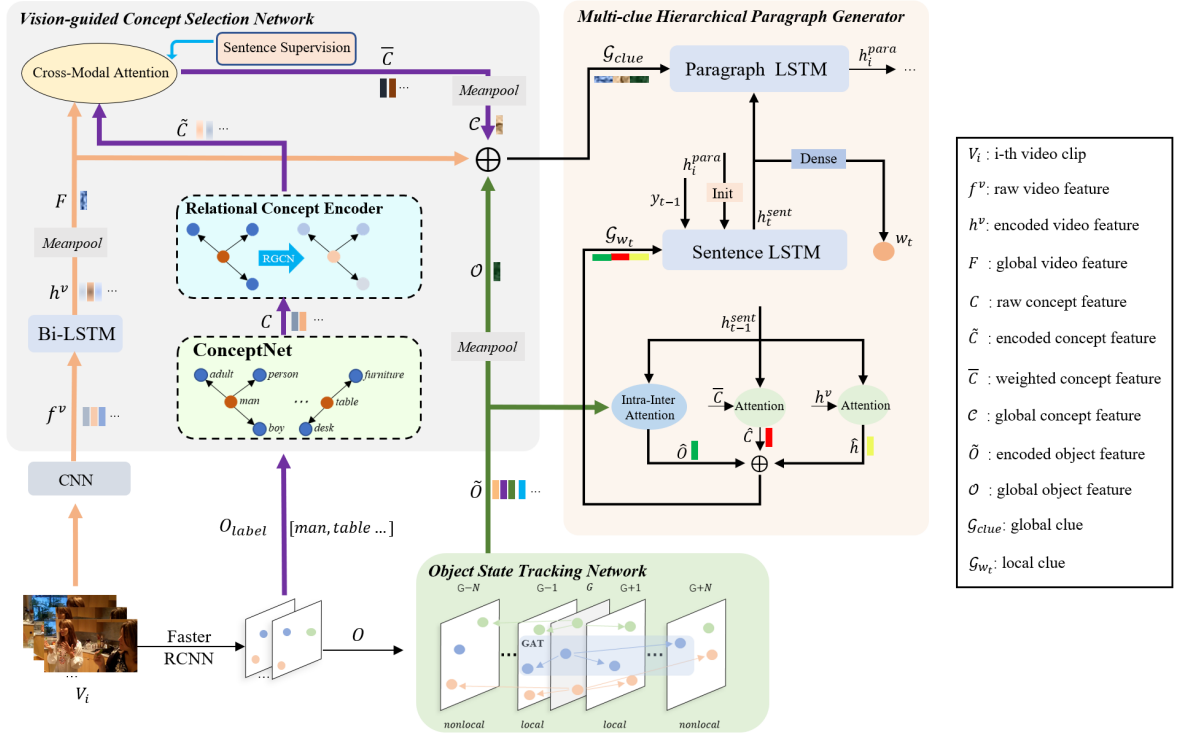 Vision-guided Concept Selection Network
Sentence Supervision
Cross-Modal Attention
C̅
...
Meanpool
𝒞
C̃
...
F
Meanpool
hᵛ
...
Bi-LSTM
fᵛ
...
CNN
Relational Concept Encoder
RGCN
C
...
ConceptNet
adult
person
furniture
man
...
table
boy
desk
⊕
𝒪
Meanpool
Õ
...
O_label
[man, table ...]
...
V_i
Faster
RCNN
...
O
Object State Tracking Network
G−N
G−1
G
G+1
G+N
GAT
...
...
nonlocal
local
local
nonlocal
Multi-clue Hierarchical Paragraph Generator
𝒢_clue
Paragraph LSTM
h_i^para
...
h_i^para
Dense
y_{t−1}
Init
h_t^sent
𝒢_{w_t}
Sentence LSTM
w_t
h_{t−1}^sent
Intra-Inter
Attention
C̅
Attention
hᵛ
Attention
Ô
Ĉ
ĥ
⊕
V_i : i-th video clip
fᵛ : raw video feature
hᵛ : encoded video feature
F : global video feature
C : raw concept feature
C̃ : encoded concept feature
C̅ : weighted concept feature
𝒞 : global concept feature
Õ : encoded object feature
𝒪 : global object feature
𝒢_clue: global clue
𝒢_{w_t}: local clue